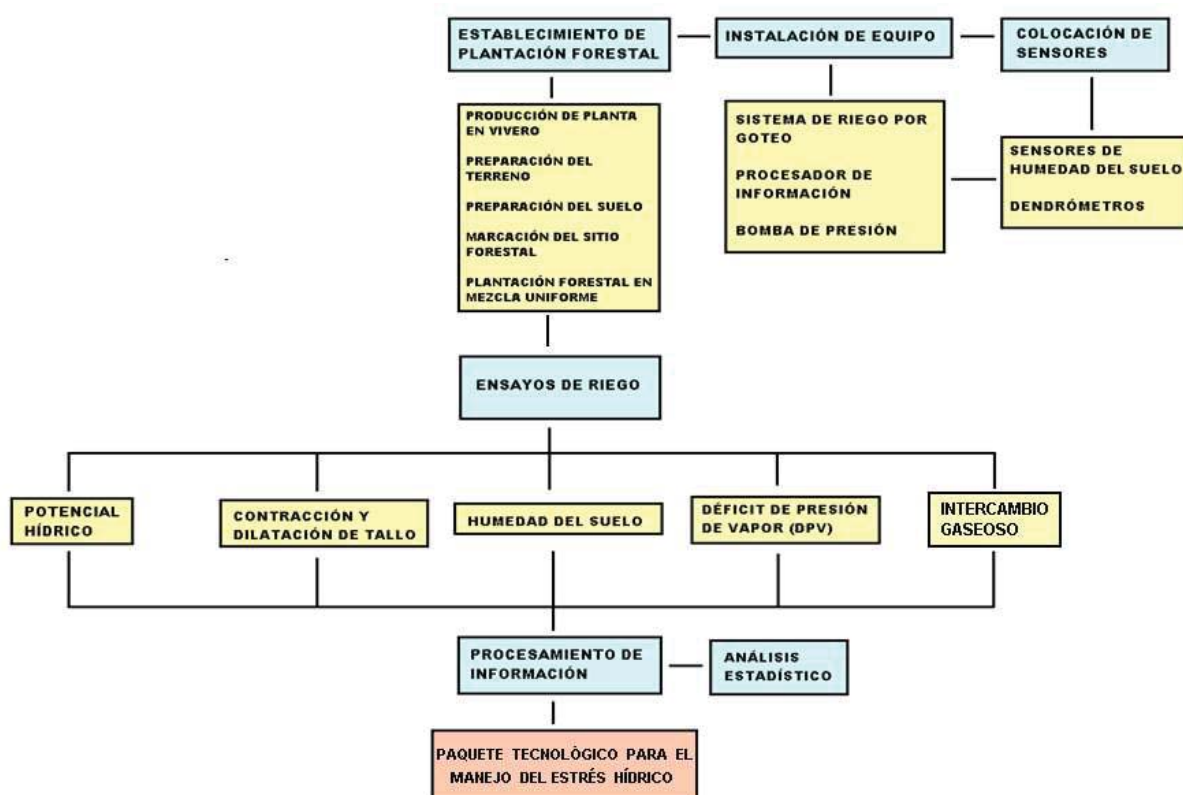 ESTABLECIMIENTO DE
PLANTACIÓN FORESTAL
INSTALACIÓN DE EQUIPO
COLOCACIÓN DE
SENSORES
PRODUCCIÓN DE PLANTA
EN VIVERO
PREPARACIÓN DEL
TERRENO
PREPARACIÓN DEL SUELO
MARCACIÓN DEL SITIO
FORESTAL
PLANTACIÓN FORESTAL EN
MEZCLA UNIFORME
SISTEMA DE RIEGO POR
GOTEO
PROCESADOR DE
INFORMACIÓN
BOMBA DE PRESIÓN
SENSORES DE
HUMEDAD DEL SUELO
DENDRÓMETROS
ENSAYOS DE RIEGO
POTENCIAL
HÍDRICO
CONTRACCIÓN Y
DILATACIÓN DE TALLO
HUMEDAD DEL SUELO
DÉFICIT DE PRESIÓN
DE VAPOR (DPV)
INTERCAMBIO
GASEOSO
PROCESAMIENTO DE
INFORMACIÓN
ANÁLISIS
ESTADÍSTICO
PAQUETE TECNOLÓGICO PARA EL
MANEJO DEL ESTRÉS HÍDRICO